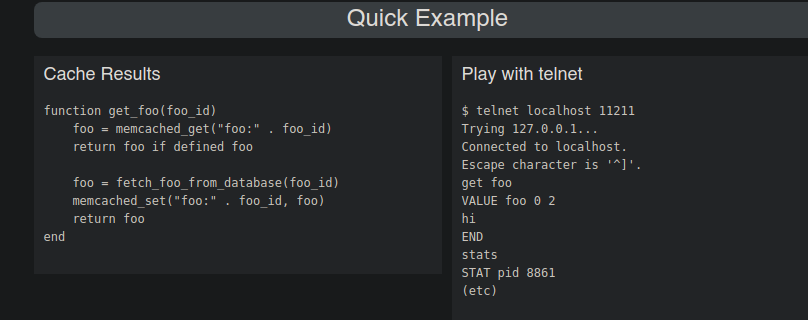 Quick Example
Cache Results
function get_foo(foo_id)
    foo = memcached_get("foo:" . foo_id)
    return foo if defined foo

    foo = fetch_foo_from_database(foo_id)
    memcached_set("foo:" . foo_id, foo)
    return foo
end
Play with telnet
$ telnet localhost 11211
Trying 127.0.0.1...
Connected to localhost.
Escape character is '^]'.
get foo
VALUE foo 0 2
hi
END
stats
STAT pid 8861
(etc)